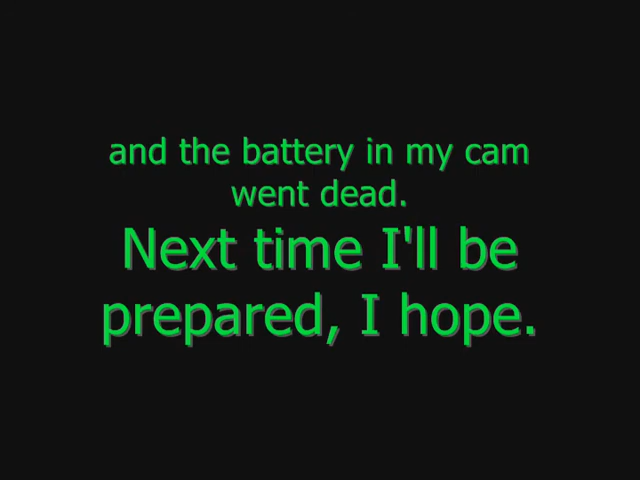 and the battery in my cam
went dead.
Next time I'll be
prepared, I hope.